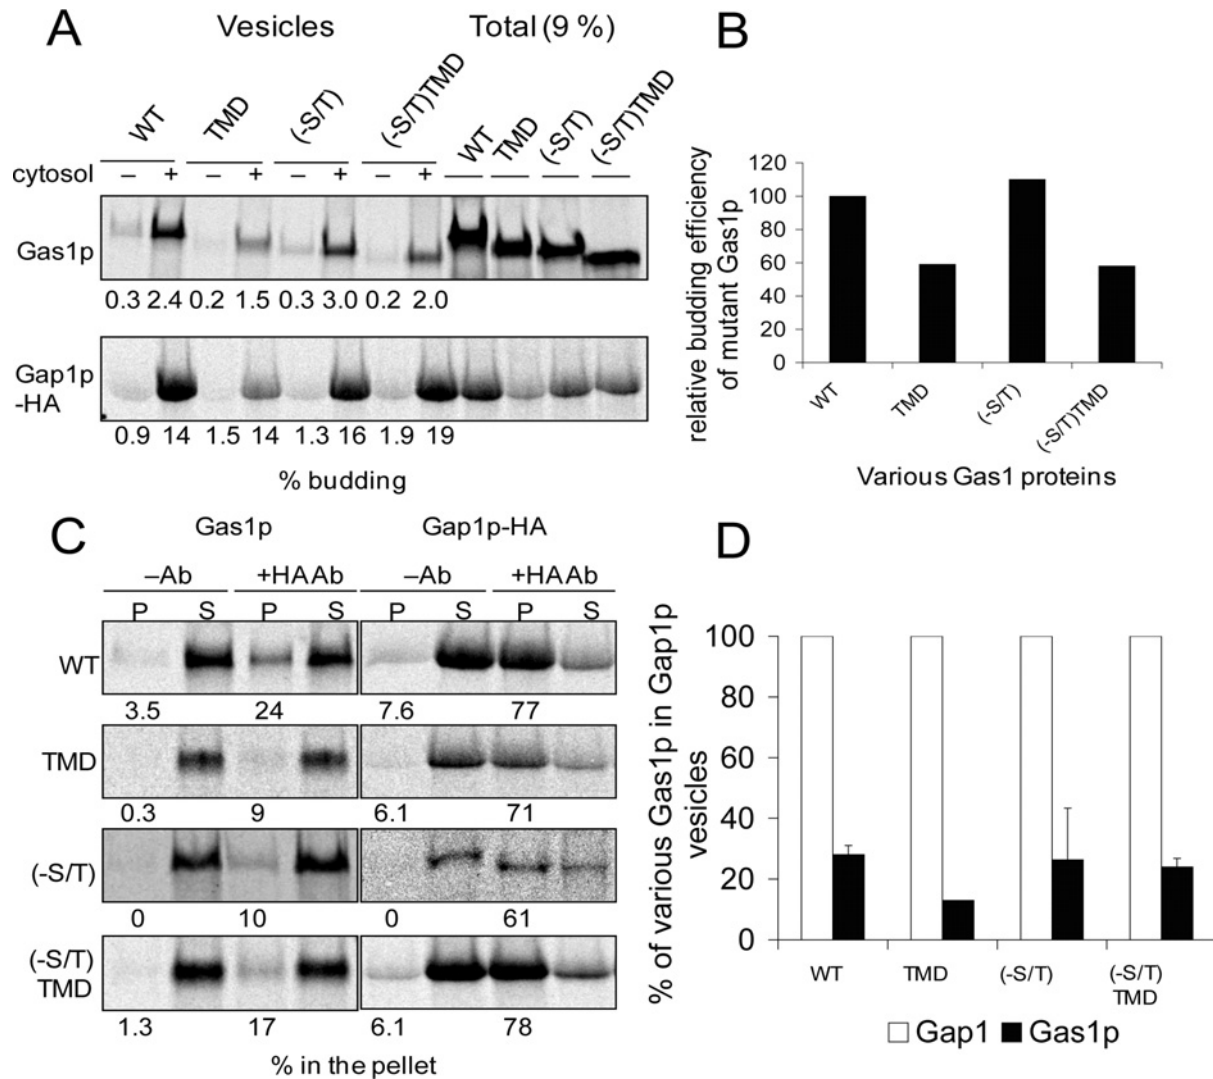 A
Vesicles
Total (9 %)
WT
TMD
(-S/T)
(-S/T)TMD
WT
TMD
(-S/T)
(-S/T)TMD
cytosol – + – + – + – +
Gas1p
0.3 2.4 0.2 1.5 0.3 3.0 0.2 2.0
Gap1p
-HA
0.9 14 1.5 14 1.3 16 1.9 19
% budding
B
relative budding efficiency
of mutant Gas1p
120
100
80
60
40
20
0
WT
TMD
(-S/T)
(-S/T)TMD
Various Gas1 proteins
C
Gas1p
Gap1p-HA
–Ab +HAAb –Ab +HAAb
P S P S P S P S
WT
3.5 24 7.6 77
TMD
0.3 9 6.1 71
(-S/T)
0 10 0 61
(-S/T)
TMD
1.3 17 6.1 78
% in the pellet
D
% of various Gas1p in Gap1p
vesicles
100
80
60
40
20
0
WT
TMD
(-S/T)
(-S/T)
TMD
Gap1 Gas1p